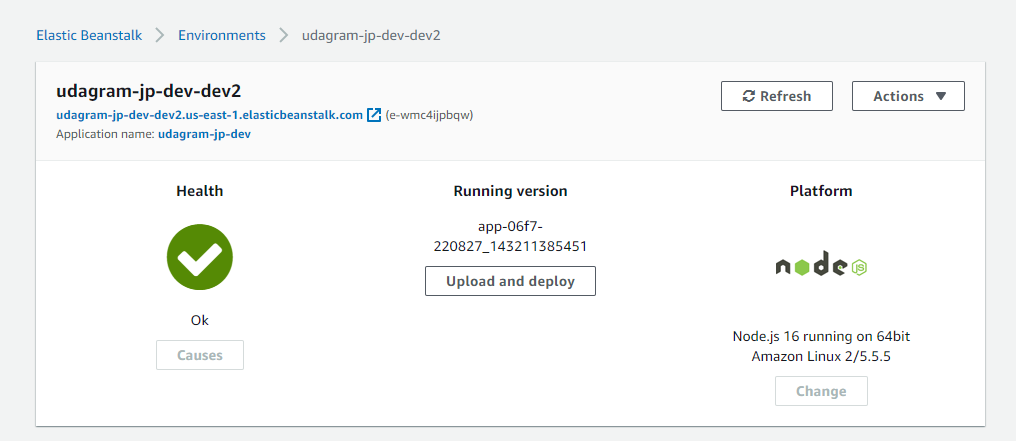 Elastic Beanstalk > Environments > udagram-jp-dev-dev2
udagram-jp-dev-dev2
Refresh
Actions ▼
udagram-jp-dev-dev2.us-east-1.elasticbeanstalk.com (e-wmc4ijpbqw)
Application name: udagram-jp-dev
Health
Ok
Causes
Running version
app-06f7-
220827_143211385451
Upload and deploy
Platform
node JS
Node.js 16 running on 64bit
Amazon Linux 2/5.5.5
Change